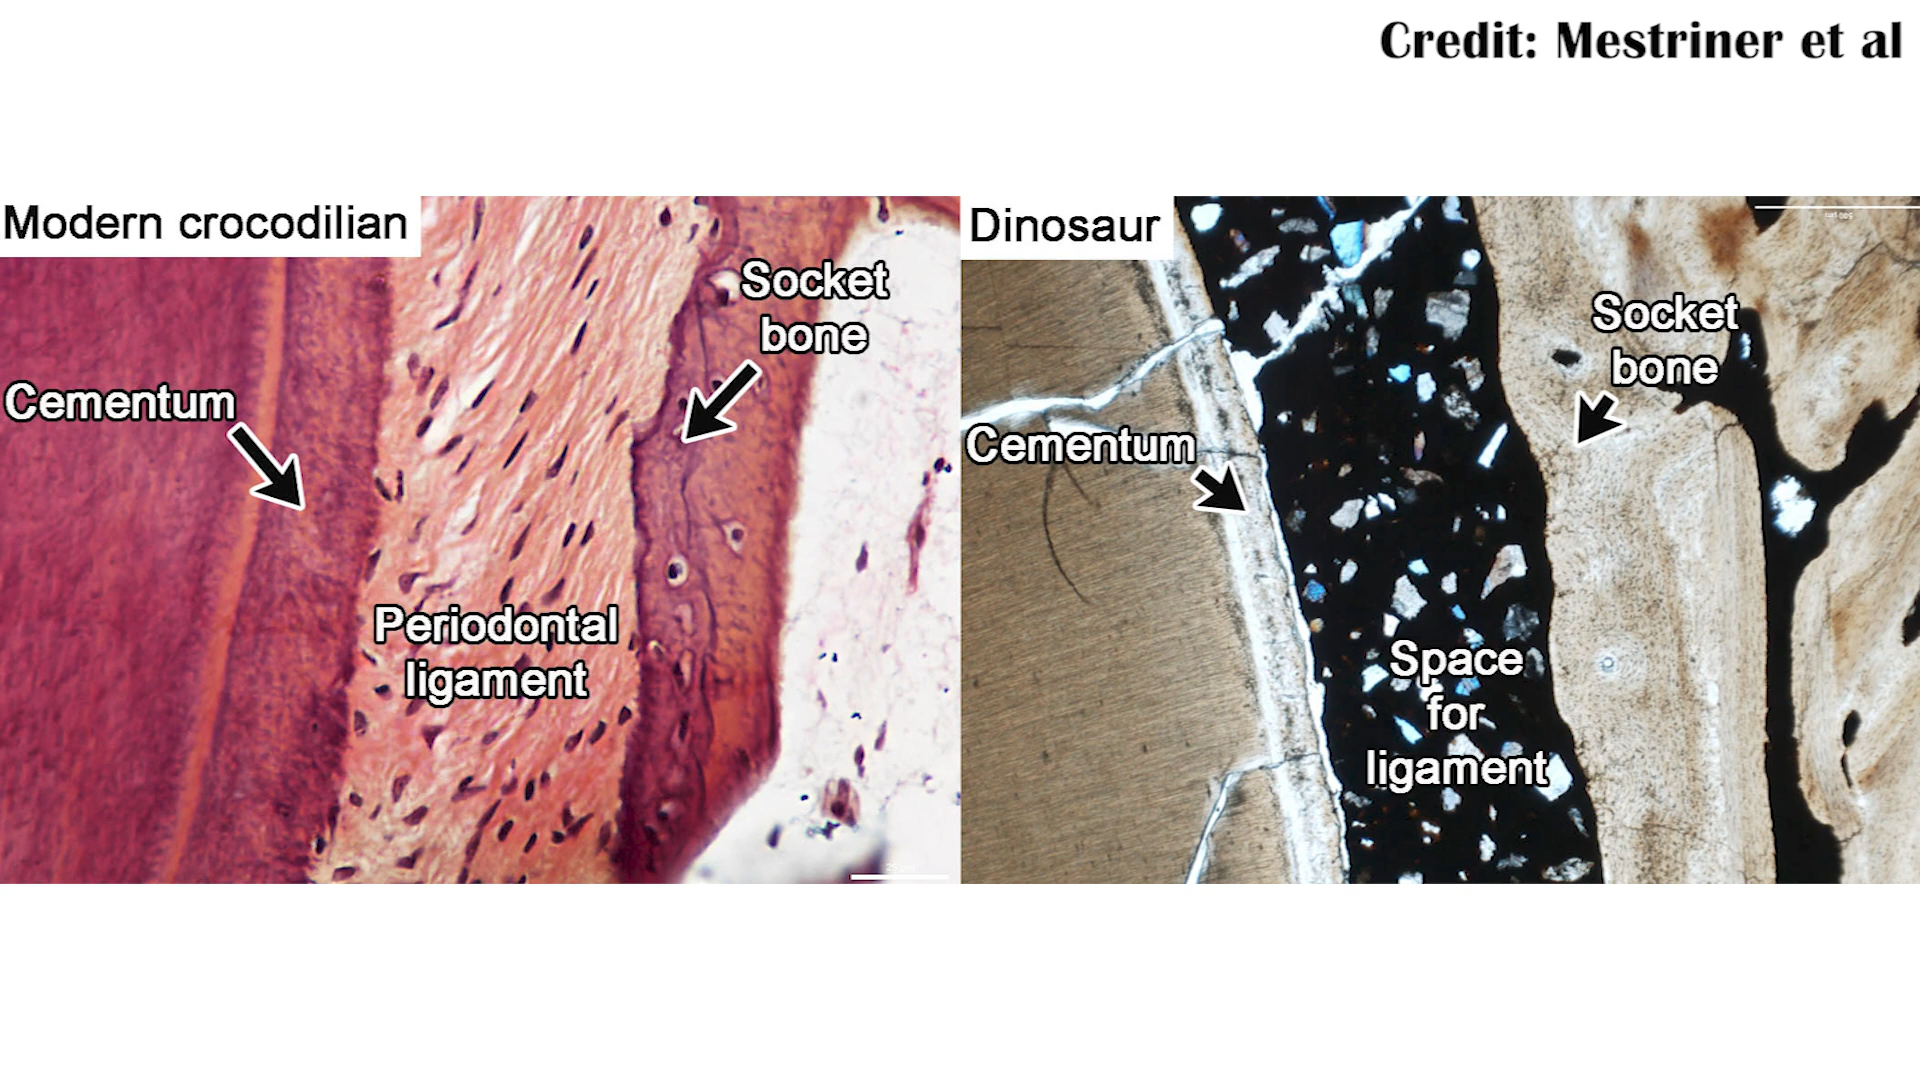 Credit: Mestriner et al
Modern crocodilian
Cementum
Periodontal
ligament
Socket
bone
Dinosaur
Cementum
Space
for
ligament
Socket
bone